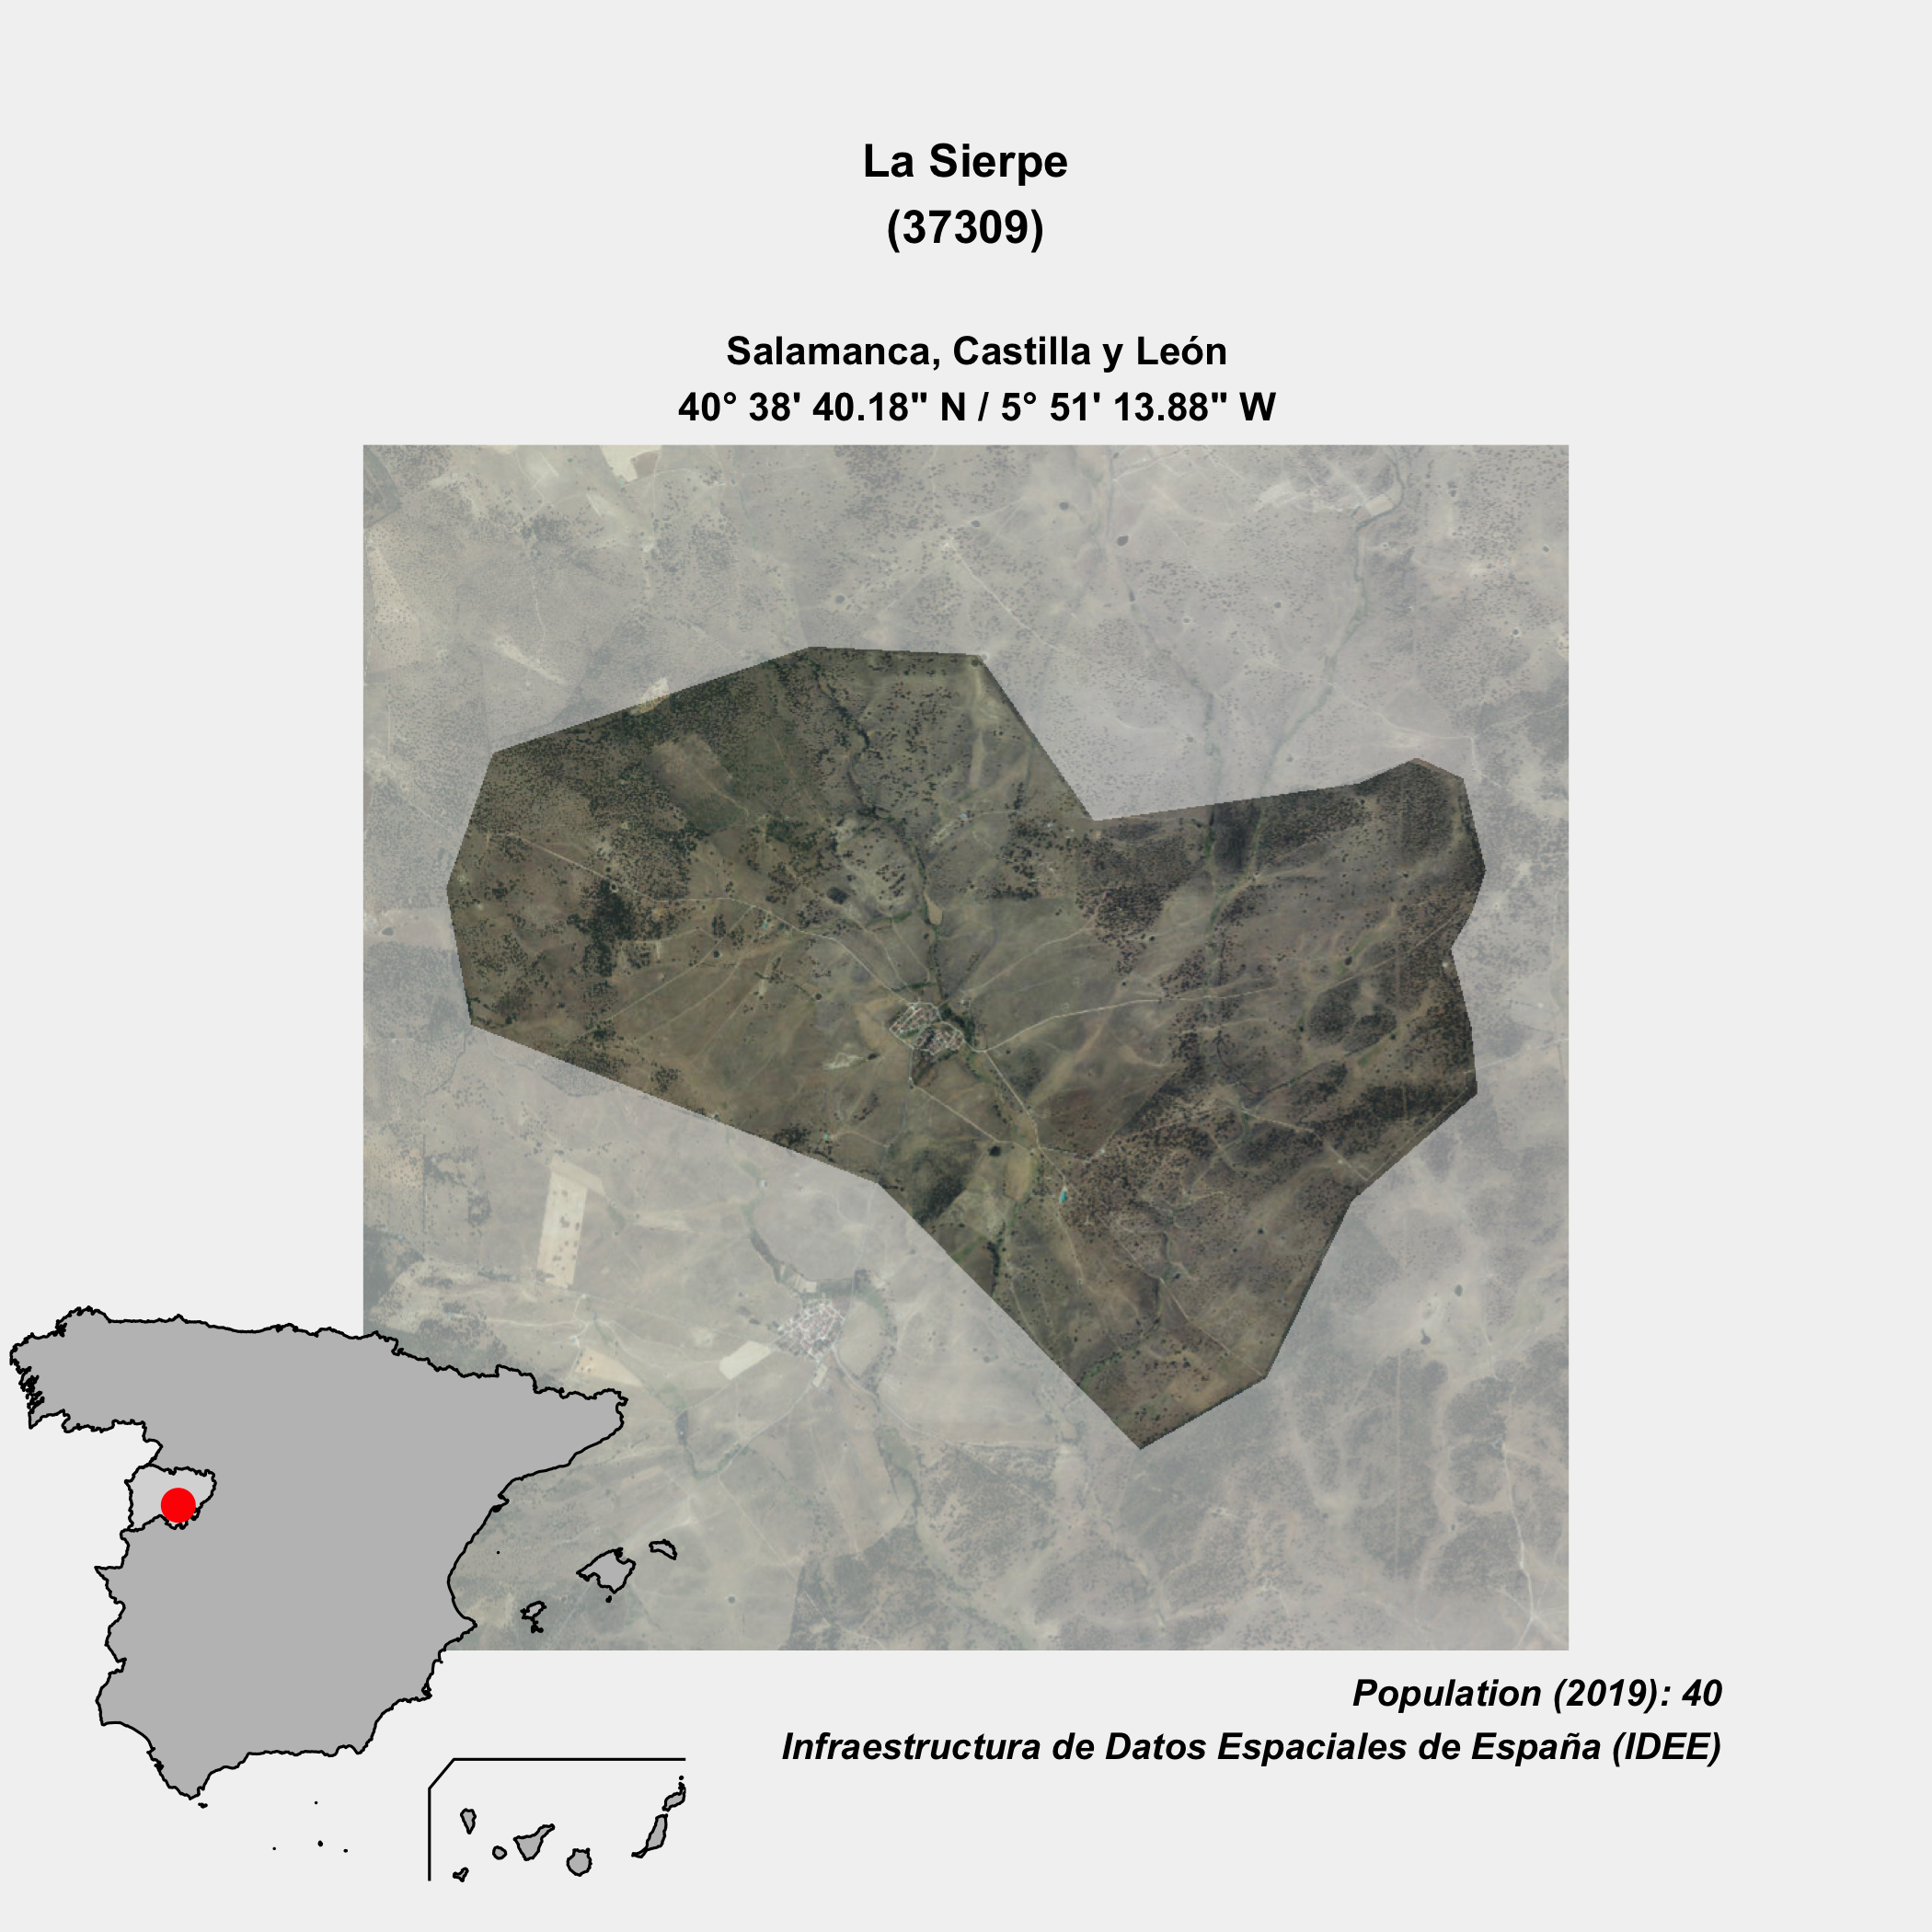 La Sierpe
(37309)
Salamanca, Castilla y León
40° 38' 40.18" N / 5° 51' 13.88" W
Population (2019): 40
Infraestructura de Datos Espaciales de España (IDEE)